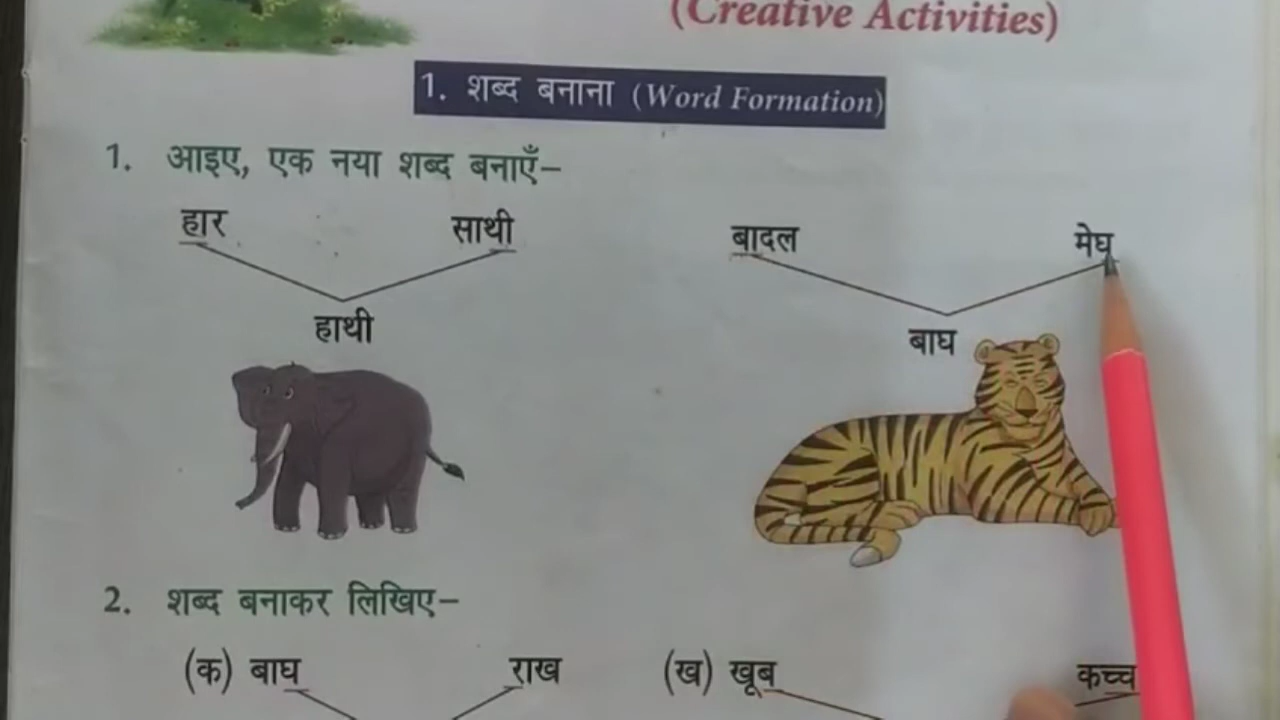 (Creative Activities)
1. शब्द बनाना (Word Formation)
1. आइए, एक नया शब्द बनाएँ–
हार साथी बादल मेघ
हाथी बाघ
2. शब्द बनाकर लिखिए–
(क) बाघ राख (ख) खूब